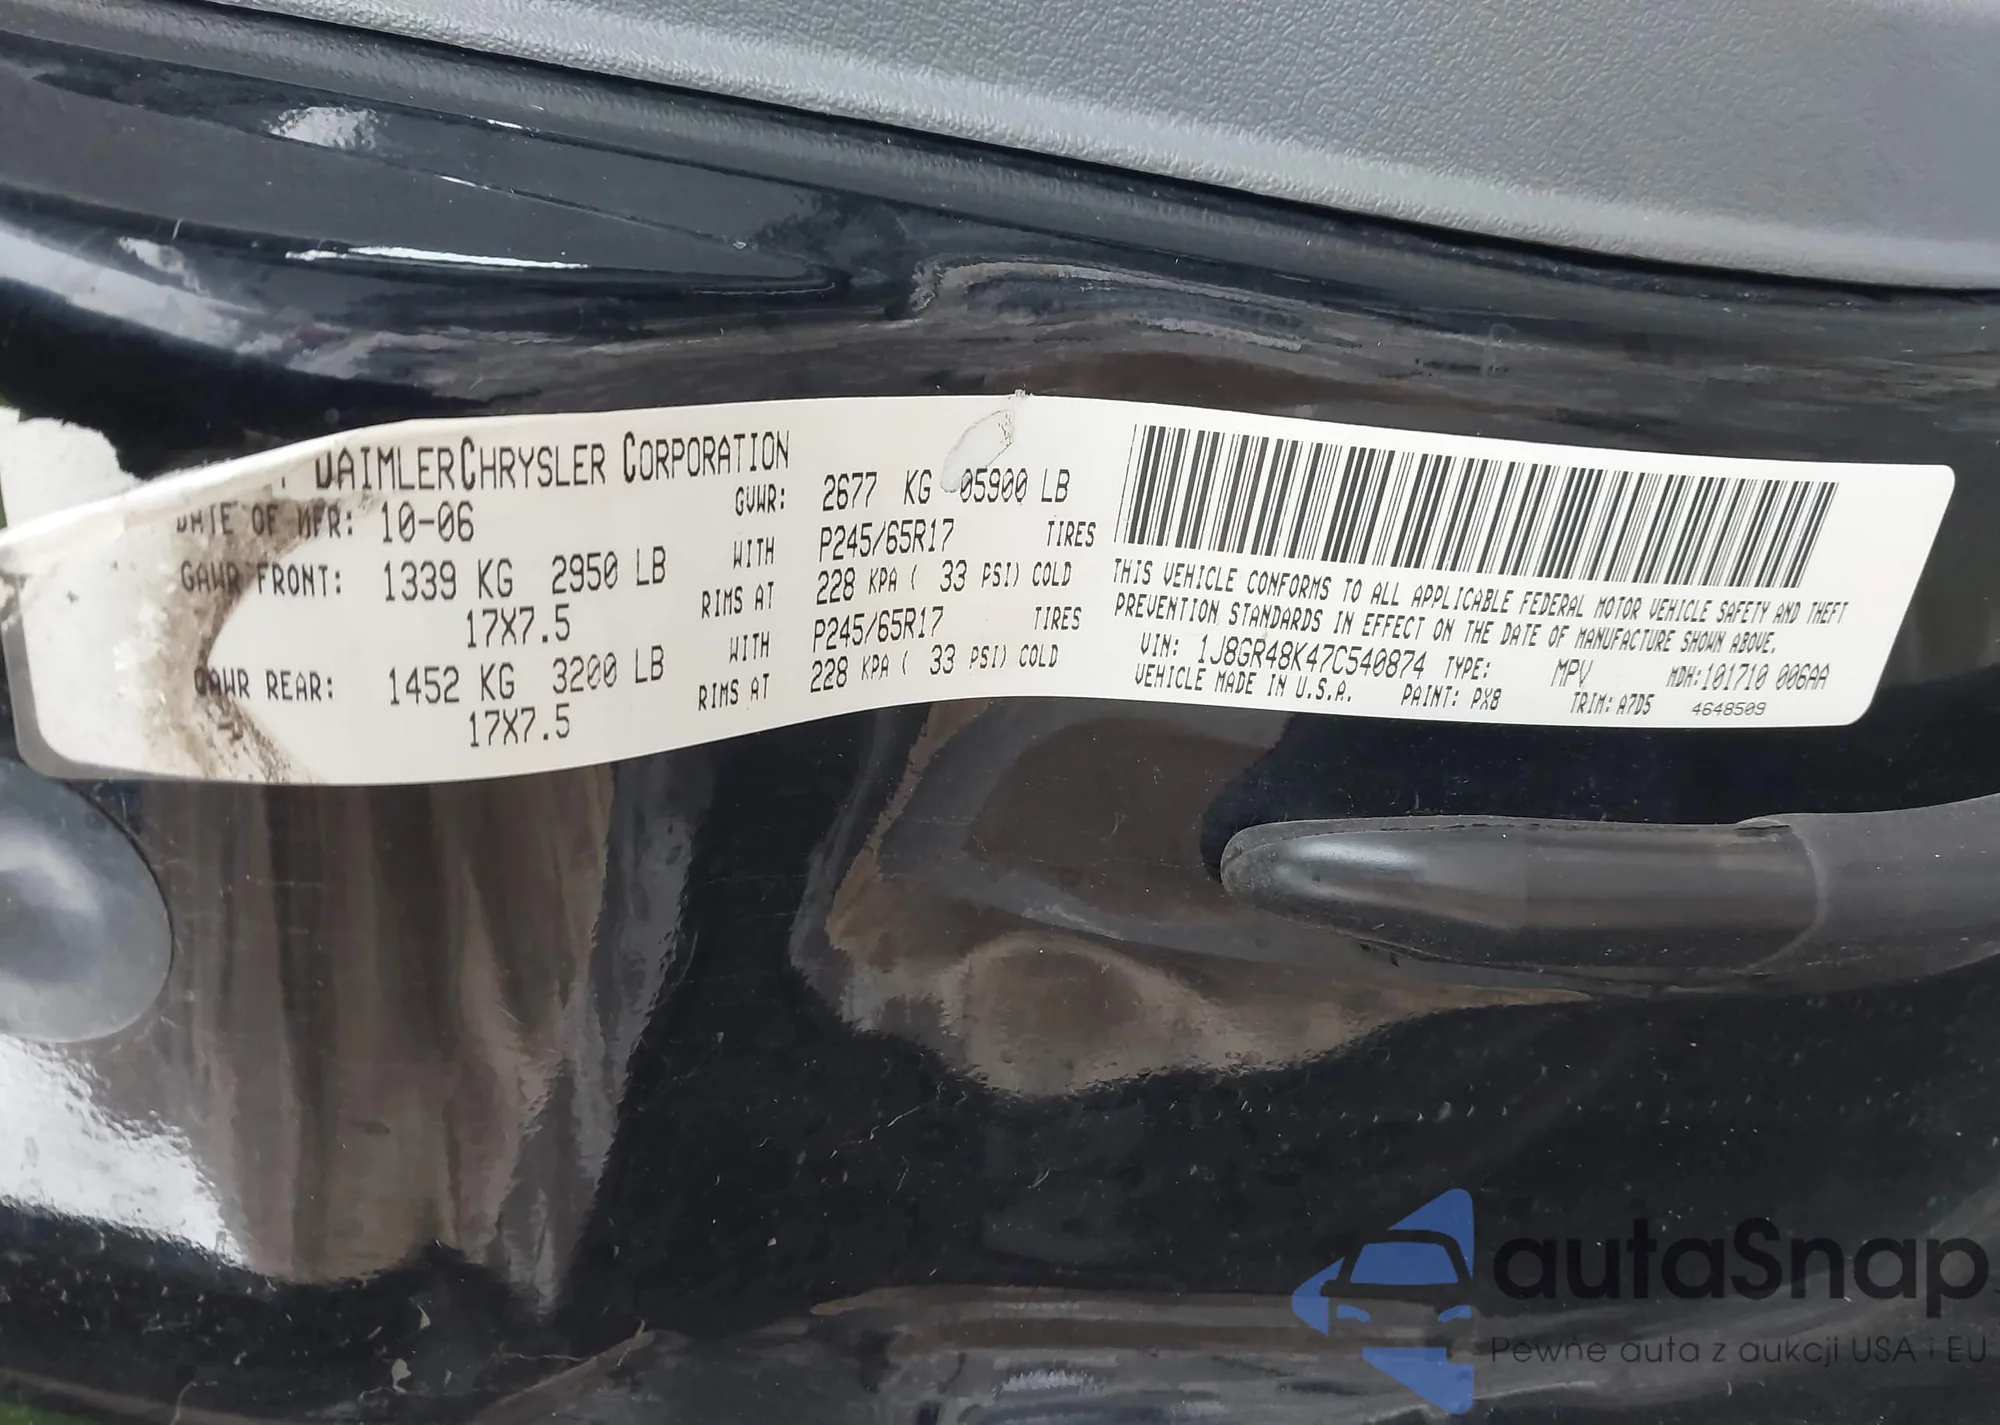 DAIMLERCHRYSLER CORPORATION
DATE OF MFR: 10-06 GVWR: 2677 KG 05900 LB
GAWR FRONT: 1339 KG 2950 LB WITH P245/65R17 TIRES
17X7.5 RIMS AT 228 KPA ( 33 PSI) COLD
GAWR REAR: 1452 KG 3200 LB WITH P245/65R17 TIRES
17X7.5 RIMS AT 228 KPA ( 33 PSI) COLD
THIS VEHICLE CONFORMS TO ALL APPLICABLE FEDERAL MOTOR VEHICLE SAFETY AND THEFT
PREVENTION STANDARDS IN EFFECT ON THE DATE OF MANUFACTURE SHOWN ABOVE.
VIN: 1J8GR48K47C540874 TYPE: MPV MDH:101710 006AA
VEHICLE MADE IN U.S.A. PAINT: PX8 TRIM: A7D5 4648509
autaSnap
Pewne auta z aukcji USA i EU